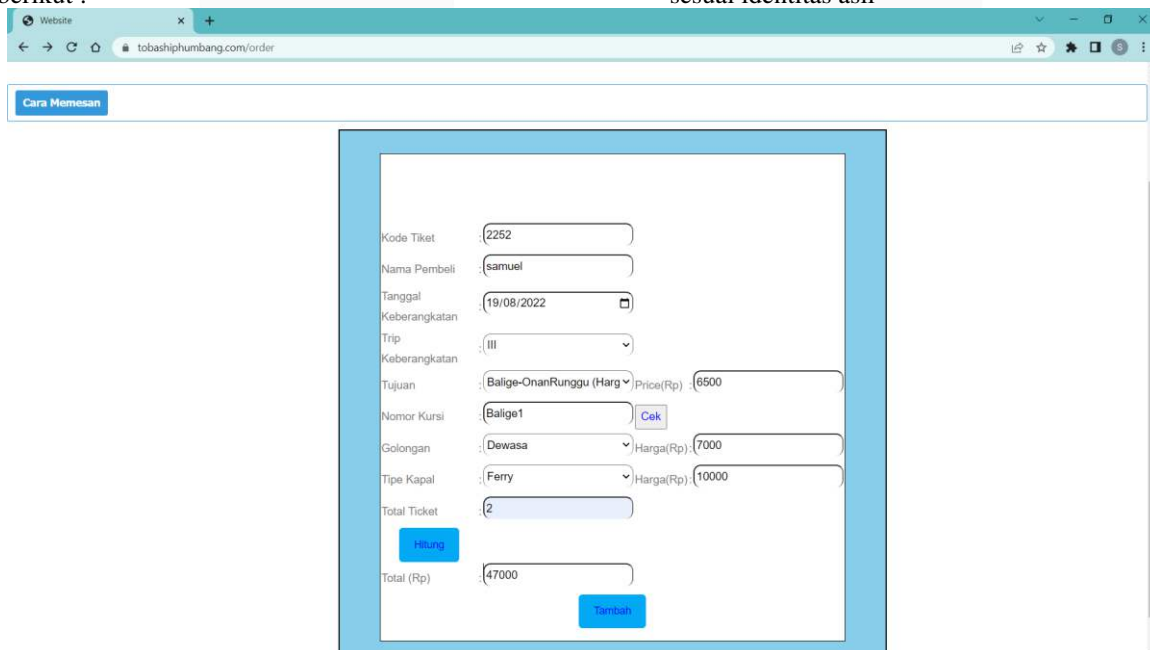 berikut :
sesuai identitas asli
Website
tobashiphumbang.com/order
S
Cara Memesan
Kode Tiket : 2252
Nama Pembeli : samuel
Tanggal
Keberangkatan : 19/08/2022
Trip
Keberangkatan : III
Tujuan : Balige-OnanRunggu (Harg Price(Rp) : 6500
Nomor Kursi : Balige1 Cek
Golongan : Dewasa Harga(Rp): 7000
Tipe Kapal : Ferry Harga(Rp): 10000
Total Ticket : 2
Hitung
Total (Rp) : 47000
Tambah